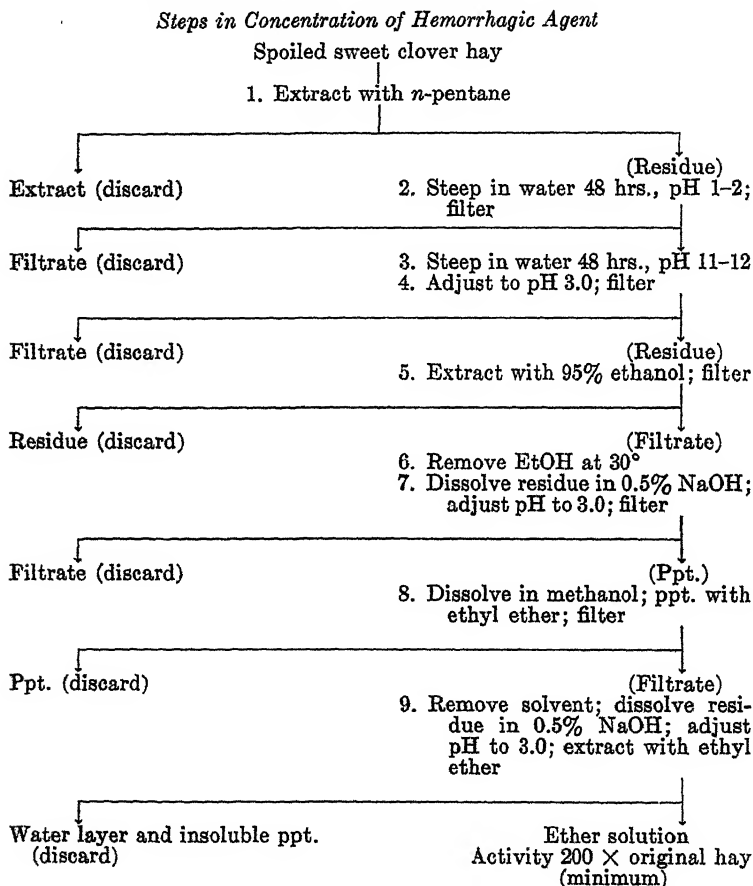 Steps in Concentration of Hemorrhagic Agent
Spoiled sweet clover hay
1. Extract with n-pentane
Extract (discard)
(Residue)
2. Steep in water 48 hrs., pH 1–2;
filter
Filtrate (discard)
3. Steep in water 48 hrs., pH 11–12
4. Adjust to pH 3.0; filter
Filtrate (discard)
(Residue)
5. Extract with 95% ethanol; filter
Residue (discard)
(Filtrate)
6. Remove EtOH at 30°
7. Dissolve residue in 0.5% NaOH;
adjust pH to 3.0; filter
Filtrate (discard)
(Ppt.)
8. Dissolve in methanol; ppt. with
ethyl ether; filter
Ppt. (discard)
(Filtrate)
9. Remove solvent; dissolve resi-
due in 0.5% NaOH; adjust
pH to 3.0; extract with ethyl
ether
Water layer and insoluble ppt.
(discard)
Ether solution
Activity 200 × original hay
(minimum)